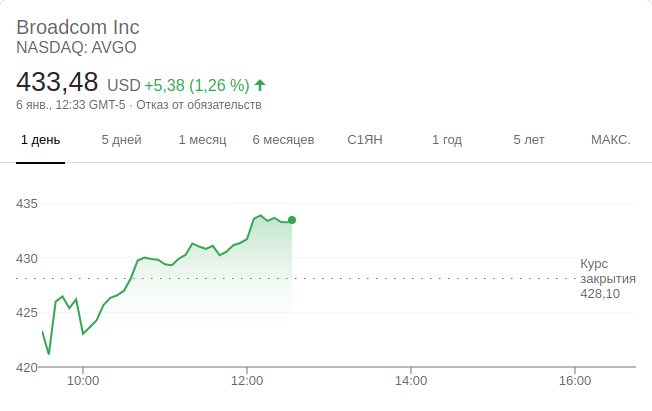 Broadcom Inc
NASDAQ: AVGO
433,48 USD +5,38 (1,26 %)
6 янв., 12:33 GMT-5 · Отказ от обязательств
1 день 5 дней 1 месяц 6 месяцев С1ЯН 1 год 5 лет МАКС.
435
430
Курс
закрытия
428,10
425
420
10:00 12:00 14:00 16:00